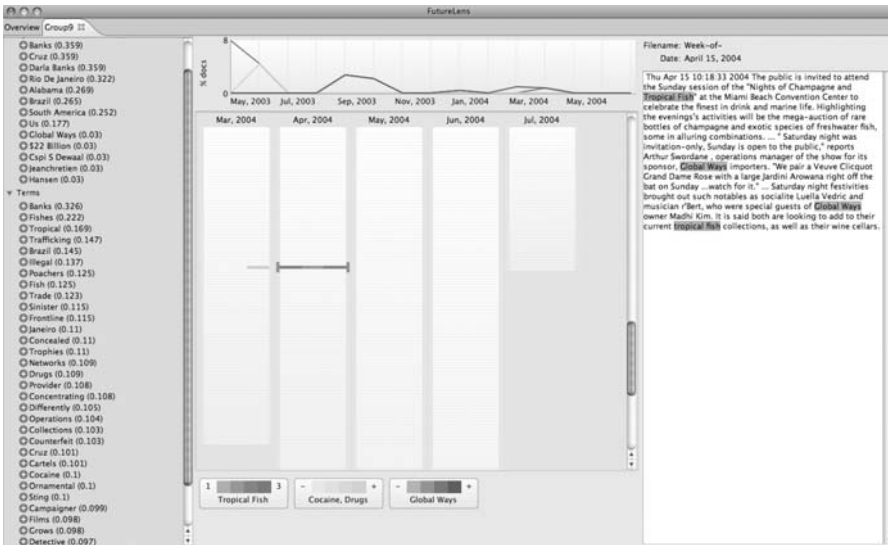 FutureLens
Overview Group9
Banks (0.359)
Cruz (0.359)
Darla Banks (0.359)
Rio De Janeiro (0.322)
Alabama (0.269)
Brazil (0.265)
South America (0.252)
Us (0.177)
Global Ways (0.03)
$22 Billion (0.03)
Cspi S Dewaal (0.03)
Jeanchretien (0.03)
Hansen (0.03)
Terms
Banks (0.326)
Fishes (0.222)
Tropical (0.169)
Trafficking (0.147)
Brazil (0.145)
Illegal (0.137)
Poachers (0.125)
Fish (0.125)
Trade (0.123)
Sinister (0.115)
Frontline (0.115)
Janeiro (0.11)
Concealed (0.11)
Trophies (0.11)
Networks (0.109)
Drugs (0.109)
Provider (0.108)
Concentrating (0.108)
Differently (0.105)
Operations (0.104)
Collections (0.103)
Counterfeit (0.103)
Cruz (0.101)
Cartels (0.101)
Cocaine (0.1)
Ornamental (0.1)
Sting (0.1)
Campaigner (0.099)
Films (0.098)
Grows (0.098)
Detective (0.097)
8
% docs
0
May, 2003 Jul, 2003 Sep, 2003 Nov, 2003 Jan, 2004 Mar, 2004 May, 2004
Mar, 2004 Apr, 2004 May, 2004 Jun, 2004 Jul, 2004
1 3
Tropical Fish
- +
Cocaine, Drugs
- +
Global Ways
Filename: Week-of-
Date: April 15, 2004
Thu Apr 15 10:18:33 2004 The public is invited to attend
the Sunday session of the "Nights of Champagne and
Tropical Fish" at the Miami Beach Convention Center to
celebrate the finest in drink and marine life. Highlighting
the evenings's activities will be the mega-auction of rare
bottles of champagne and exotic species of freshwater fish,
some in alluring combinations. ... " Saturday night was
invitation-only, Sunday is open to the public," reports
Arthur Swordane , operations manager of the show for its
sponsor, Global Ways importers. "We pair a Veuve Clicquot
Grand Dame Rose with a large Jardini Arowana right off the
bat on Sunday ...watch for it." ... Saturday night festivities
brought out such notables as socialite Luella Vedric and
musician r'Bert, who were special guests of Global Ways
owner Madhi Kim. It is said both are looking to add to their
current tropical fish collections, as well as their wine cellars.